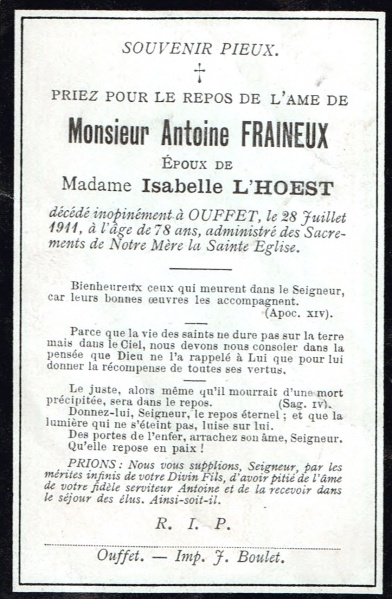 SOUVENIR PIEUX.
†
PRIEZ POUR LE REPOS DE L'AME DE
Monsieur Antoine FRAINEUX
ÉPOUX DE
Madame Isabelle L'HOEST
décédé inopinément à OUFFET, le 28 Juillet
1911, à l'âge de 78 ans, administré des Sacre-
ments de Notre Mère la Sainte Eglise.
Bienheureux ceux qui meurent dans le Seigneur,
car leurs bonnes œuvres les accompagnent.
(Apoc. XIV).
Parce que la vie des saints ne dure pas sur la terre
mais dans le Ciel, nous devons nous consoler dans la
pensée que Dieu ne l'a rappelé à Lui que pour lui
donner la récompense de toutes ses vertus.
Le juste, alors même qu'il mourrait d'une mort
précipitée, sera dans le repos. (Sag. IV).
Donnez-lui, Seigneur, le repos éternel ; et que la
lumière qui ne s'éteint pas, luise sur lui.
Des portes de l'enfer, arrachez son âme, Seigneur.
Qu'elle repose en paix !
PRIONS : Nous vous supplions, Seigneur, par les
mérites infinis de votre Divin Fils, d'avoir pitié de l'âme
de votre fidèle serviteur Antoine et de la recevoir dans
le séjour des élus. Ainsi-soit-il.
R. I. P.
Ouffet. — Imp. J. Boulet.